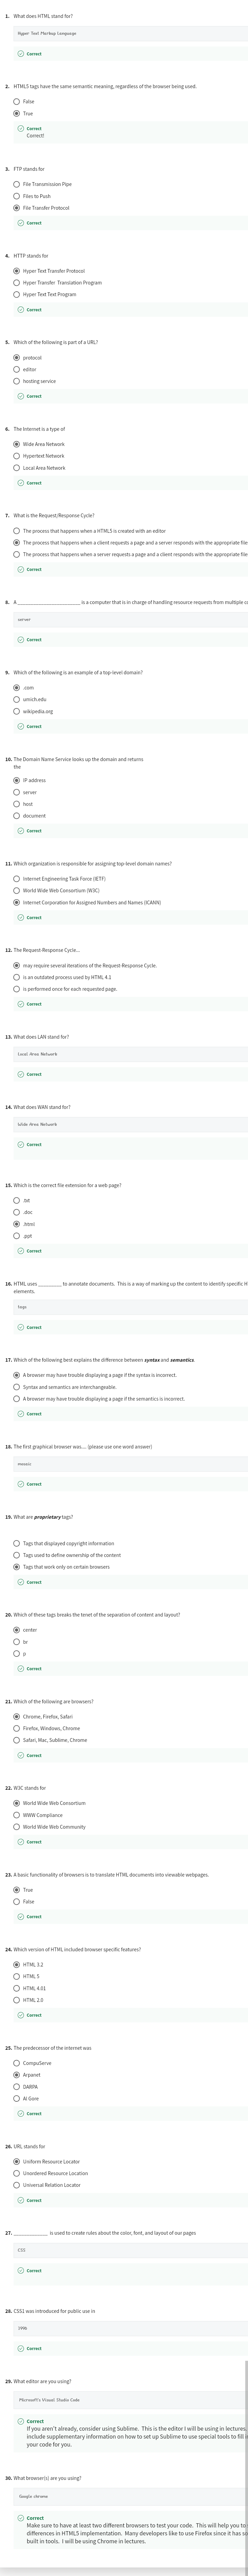 1. What does HTML stand for?
Hyper Text Markup Language
Correct
2. HTML5 tags have the same semantic meaning, regardless of the browser being used.
False
True
Correct
Correct!
3. FTP stands for
File Transmission Pipe
Files to Push
File Transfer Protocol
Correct
4. HTTP stands for
Hyper Text Transfer Protocol
Hyper Transfer Translation Program
Hyper Text Text Program
Correct
5. Which of the following is part of a URL?
protocol
editor
hosting service
Correct
6. The Internet is a type of
Wide Area Network
Hypertext Network
Local Area Network
Correct
7. What is the Request/Response Cycle?
The process that happens when a HTML5 is created with an editor
The process that happens when a client requests a page and a server responds with the appropriate file
The process that happens when a server requests a page and a client responds with the appropriate file
Correct
8. A ________________________ is a computer that is in charge of handling resource requests from multiple
server
Correct
9. Which of the following is an example of a top-level domain?
.com
umich.edu
wikipedia.org
Correct
10. The Domain Name Service looks up the domain and returns
the
IP address
server
host
document
Correct
11. Which organization is responsible for assigning top-level domain names?
Internet Engineering Task Force (IETF)
World Wide Web Consortium (W3C)
Internet Corporation for Assigned Numbers and Names (ICANN)
Correct
12. The Request-Response Cycle...
may require several iterations of the Request-Response Cycle.
is an outdated process used by HTML 4.1
is performed once for each requested page.
Correct
13. What does LAN stand for?
Local Area Network
Correct
14. What does WAN stand for?
Wide Area Network
Correct
15. Which is the correct file extension for a web page?
.txt
.doc
.html
.ppt
Correct
16. HTML uses _________ to annotate documents. This is a way of marking up the content to identify specific H
elements.
tags
Correct
17. Which of the following best explains the difference between syntax and semantics.
A browser may have trouble displaying a page if the syntax is incorrect.
Syntax and semantics are interchangeable.
A browser may have trouble displaying a page if the semantics is incorrect.
Correct
18. The first graphical browser was.... (please use one word answer)
mosaic
Correct
19. What are proprietary tags?
Tags that displayed copyright information
Tags used to define ownership of the content
Tags that work only on certain browsers
Correct
20. Which of these tags breaks the tenet of the separation of content and layout?
center
br
p
Correct
21. Which of the following are browsers?
Chrome, Firefox, Safari
Firefox, Windows, Chrome
Safari, Mac, Sublime, Chrome
Correct
22. W3C stands for
World Wide Web Consortium
WWW Compliance
World Wide Web Community
Correct
23. A basic functionality of browsers is to translate HTML documents into viewable webpages.
True
False
Correct
24. Which version of HTML included browser specific features?
HTML 3.2
HTML 5
HTML 4.01
HTML 2.0
Correct
25. The predecessor of the internet was
CompuServe
Arpanet
DARPA
Al Gore
Correct
26. URL stands for
Uniform Resource Locator
Unordered Resource Location
Universal Relation Locator
Correct
27. _____________ is used to create rules about the color, font, and layout of our pages
CSS
Correct
28. CSS1 was introduced for public use in
1996
Correct
29. What editor are you using?
Microsoft's Visual Studio Code
Correct
If you aren't already, consider using Sublime. This is the editor I will be using in lectures.
include supplementary information on how to set up Sublime to use special tools to fill i
your code for you.
30. What browser(s) are you using?
Google chrome
Correct
Make sure to have at least two different browsers to test your code. This will help you to s
differences in HTML5 implementation. Many developers like to use Firefox since it has so
built in tools. I will be using Chrome in lectures.